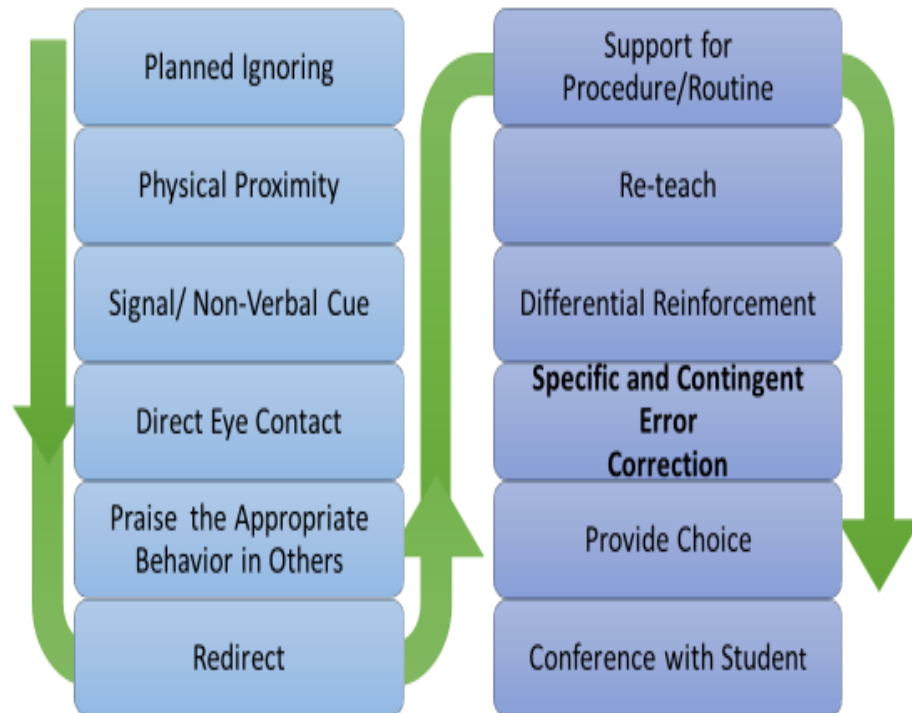 Planned Ignoring
Physical Proximity
Signal/ Non-Verbal Cue
Direct Eye Contact
Praise the Appropriate
Behavior in Others
Redirect
Support for
Procedure/Routine
Re-teach
Differential Reinforcement
Specific and Contingent
Error
Correction
Provide Choice
Conference with Student